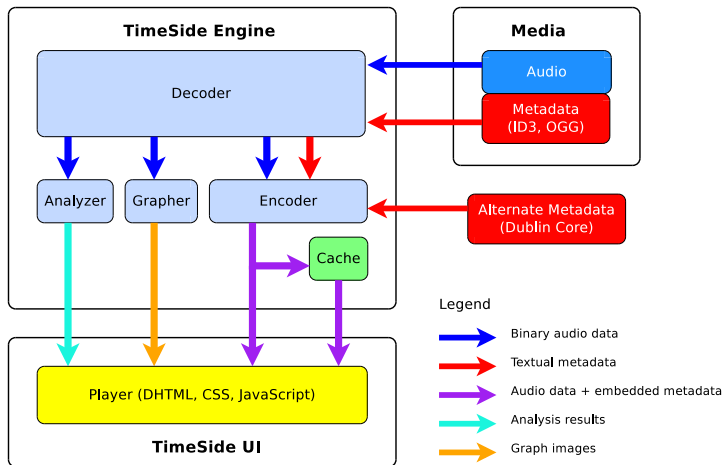 TimeSide Engine
Media
Decoder
Audio
Metadata
(ID3, OGG)
Analyzer
Grapher
Encoder
Alternate Metadata
(Dublin Core)
Cache
Legend
Binary audio data
Textual metadata
Audio data + embedded metadata
Analysis results
Graph images
Player (DHTML, CSS, JavaScript)
TimeSide UI